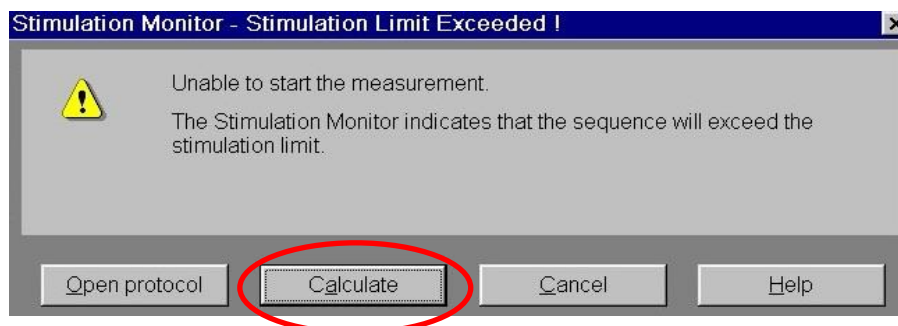 Stimulation Monitor - Stimulation Limit Exceeded !
Unable to start the measurement.
The Stimulation Monitor indicates that the sequence will exceed the
stimulation limit.
Open protocol
Calculate
Cancel
Help